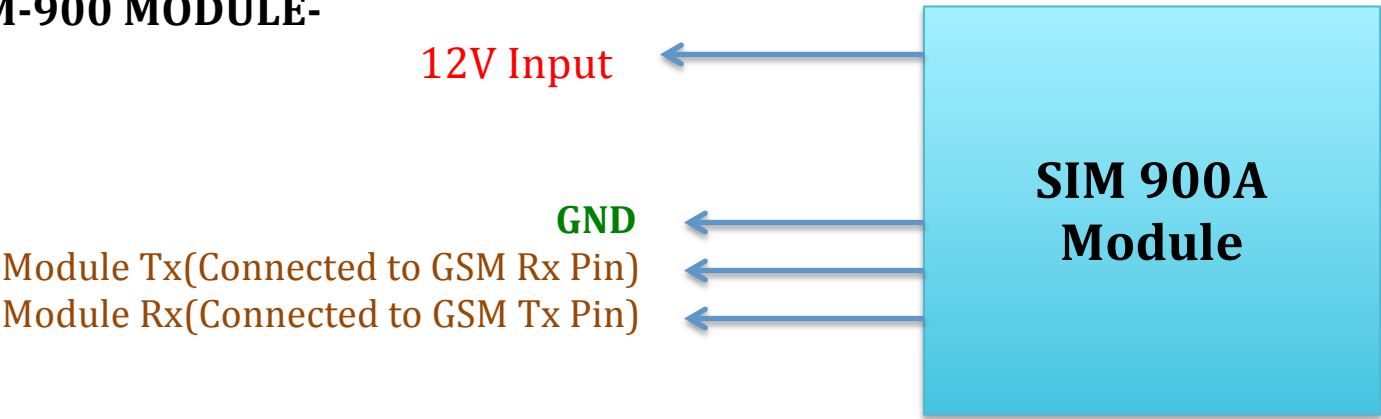 M-900 MODULE-
12V Input
SIM 900A
Module
GND
Module Tx(Connected to GSM Rx Pin)
Module Rx(Connected to GSM Tx Pin)